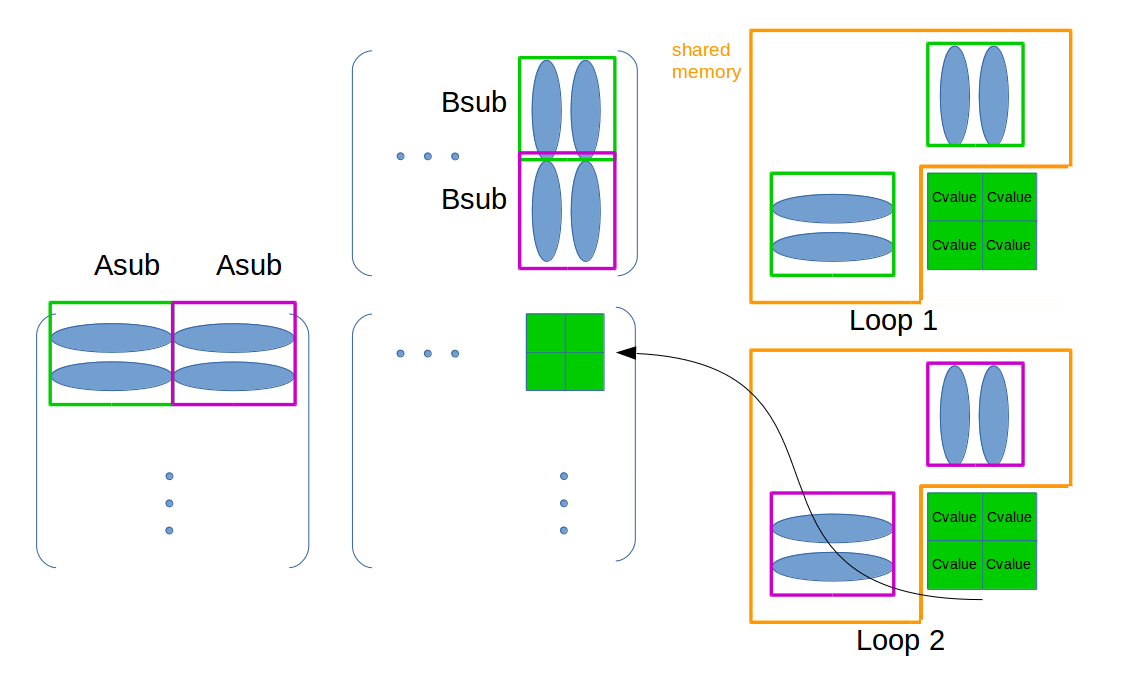 shared
memory
Bsub
Bsub
Asub Asub
Cvalue Cvalue
Cvalue Cvalue
Loop 1
Cvalue Cvalue
Cvalue Cvalue
Loop 2